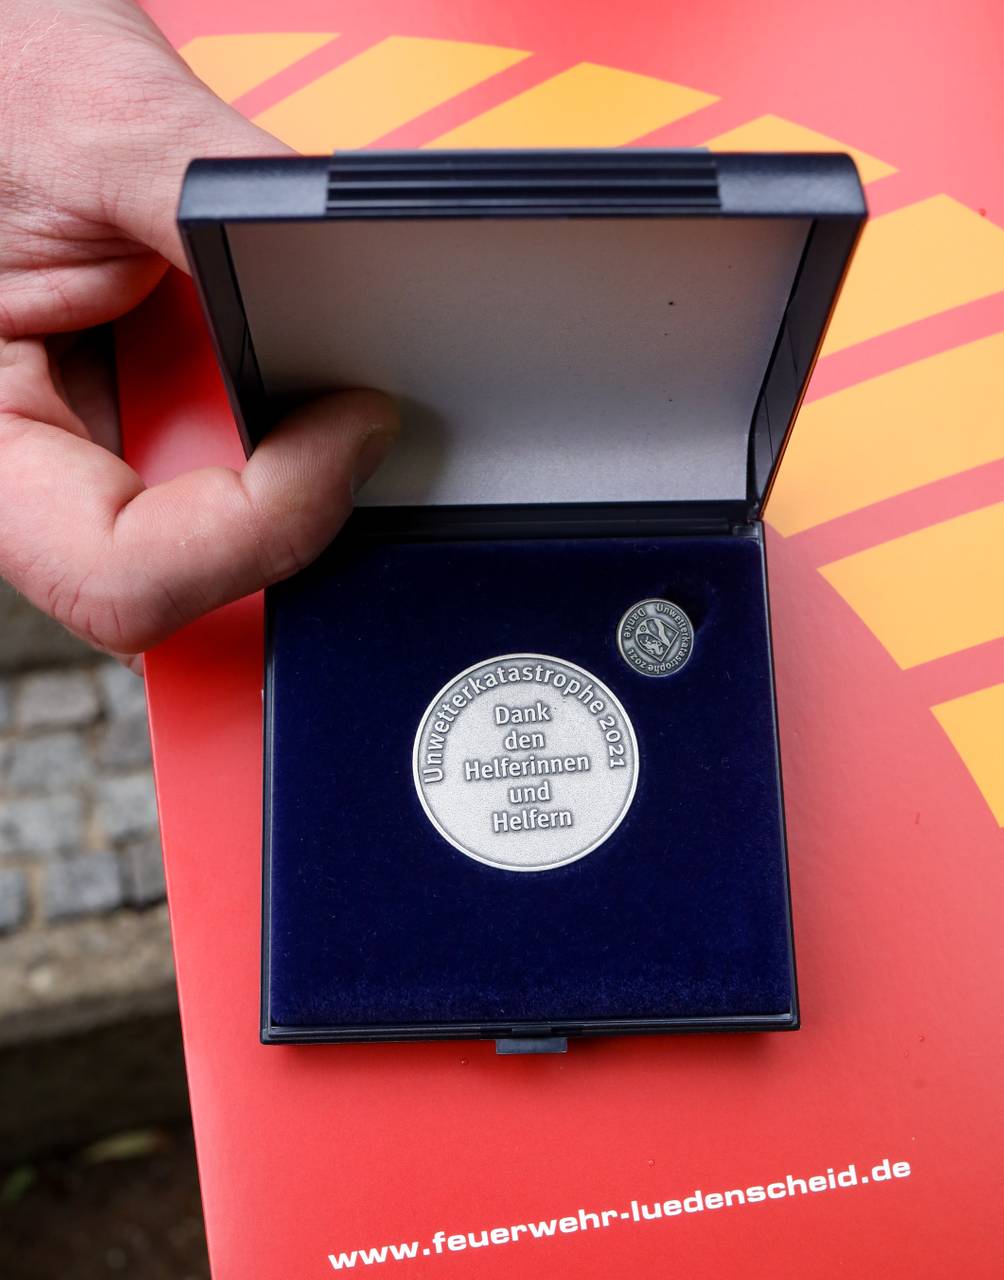 Unwetterkatastrophe 2021
Danke
Unwetterkatastrophe 2021
Dank
den
Helferinnen
und
Helfern
www.feuerwehr-luedenscheid.de